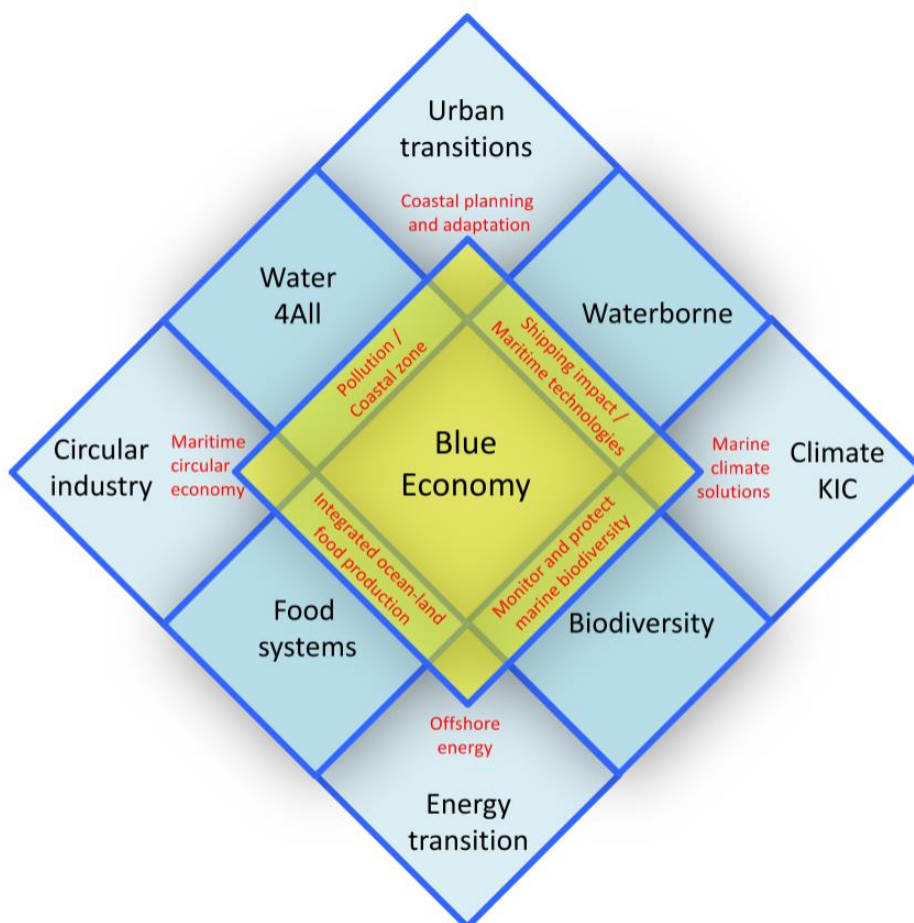 Urban
transitions
Coastal planning
and adaptation
Water
4All
Waterborne
Pollution /
Coastal zone
Shipping impact /
Maritime technologies
Circular
industry
Maritime
circular
economy
Blue
Economy
Marine
climate
solutions
Climate
KIC
Integrated ocean-land
food production
Monitor and protect
marine biodiversity
Food
systems
Biodiversity
Offshore
energy
Energy
transition